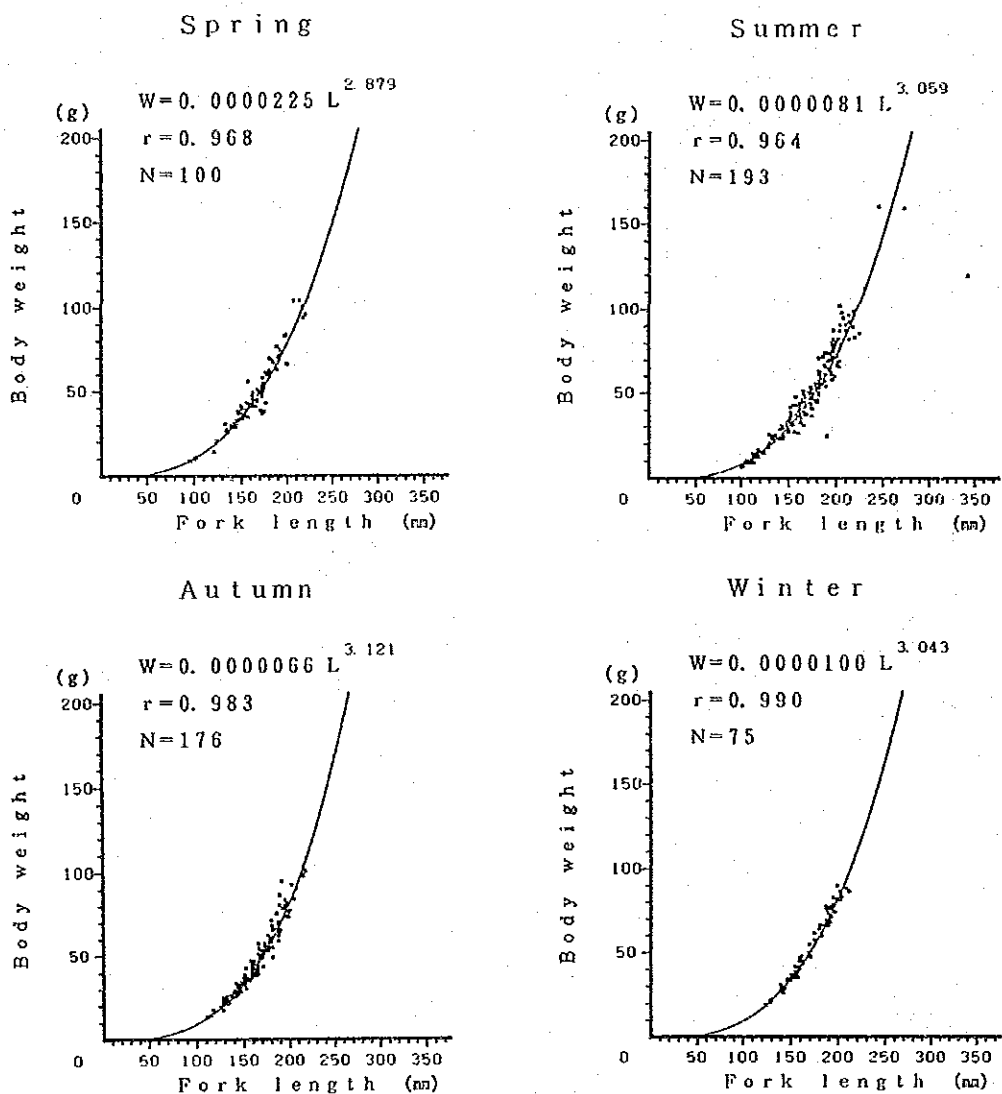 Spring
W=0.0000225 L^2.879
r=0.968
N=100
(g)
200
150
100
50
Body weight
0 50 100 150 200 250 300 350
Fork length (mm)
Summer
W=0.0000081 L^3.059
r=0.964
N=193
(g)
200
150
100
50
Body weight
0 50 100 150 200 250 300 350
Fork length (mm)
Autumn
W=0.0000066 L^3.121
r=0.983
N=176
(g)
200
150
100
50
Body weight
0 50 100 150 200 250 300 350
Fork length (mm)
Winter
W=0.0000100 L^3.043
r=0.990
N=75
(g)
200
150
100
50
Body weight
0 50 100 150 200 250 300 350
Fork length (mm)